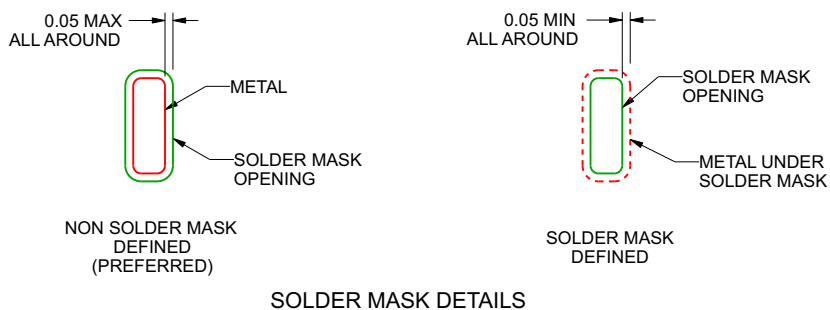 0.05 MAX
ALL AROUND
METAL
SOLDER MASK
OPENING
NON SOLDER MASK
DEFINED
(PREFERRED)
0.05 MIN
ALL AROUND
SOLDER MASK
OPENING
METAL UNDER
SOLDER MASK
SOLDER MASK
DEFINED
SOLDER MASK DETAILS